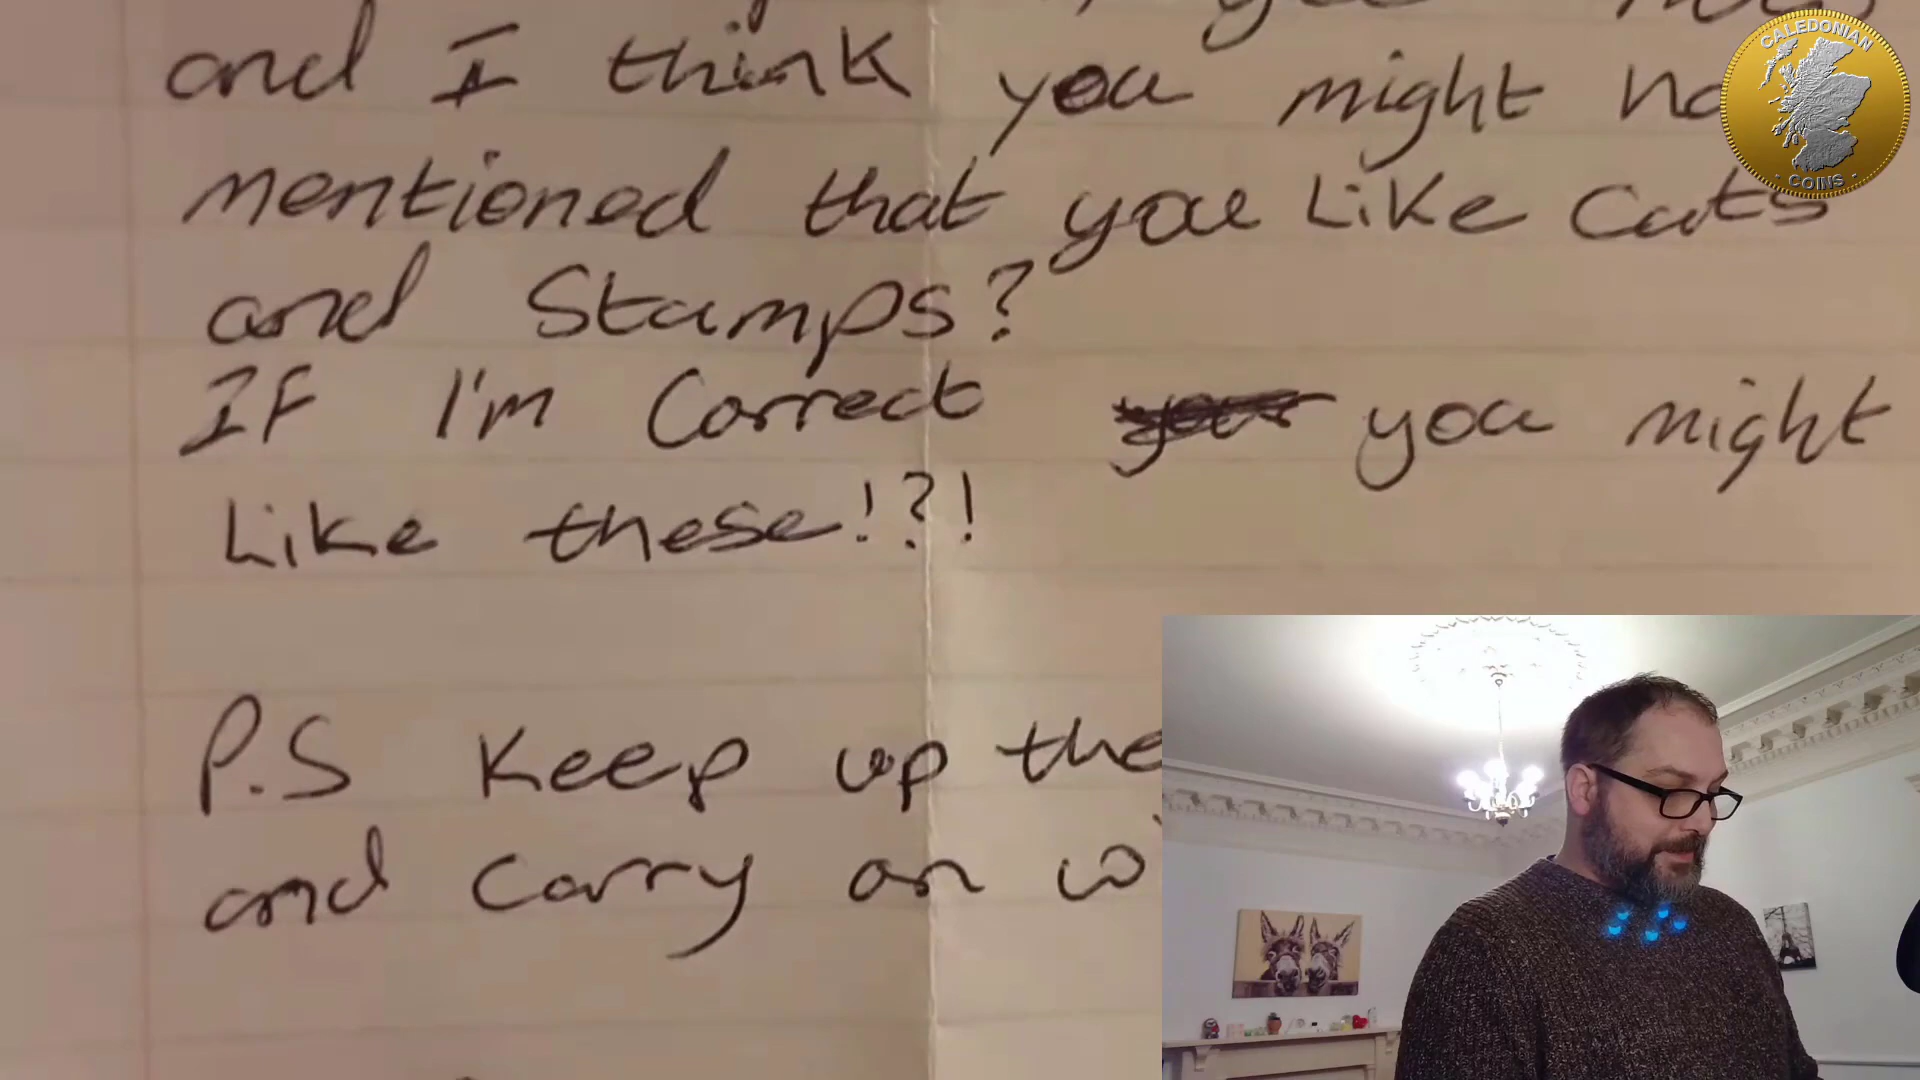 and I think you might
mentioned that you Like Cats
and Stamps?
IF I'm Correct you might
Like these!?!
P.S Keep up the
and Carry on
CALEDONIAN
- COINS -